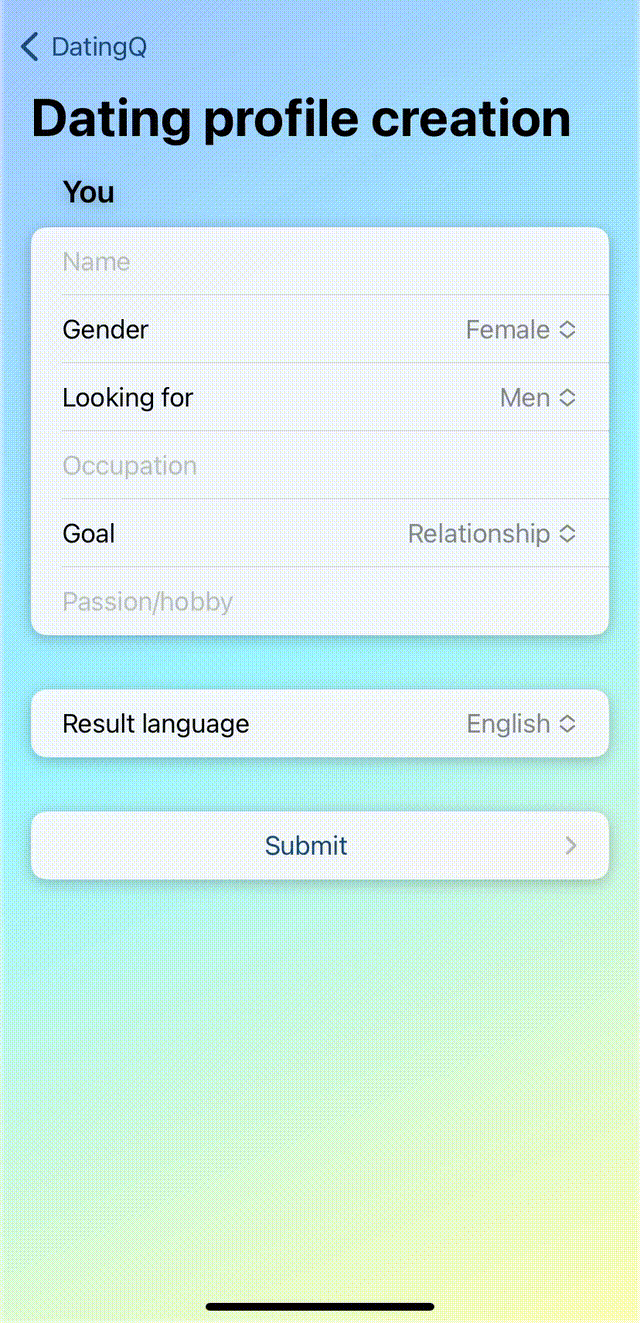 DatingQ
Dating profile creation
You
Name
Gender Female
Looking for Men
Occupation
Goal Relationship
Passion/hobby
Result language English
Submit